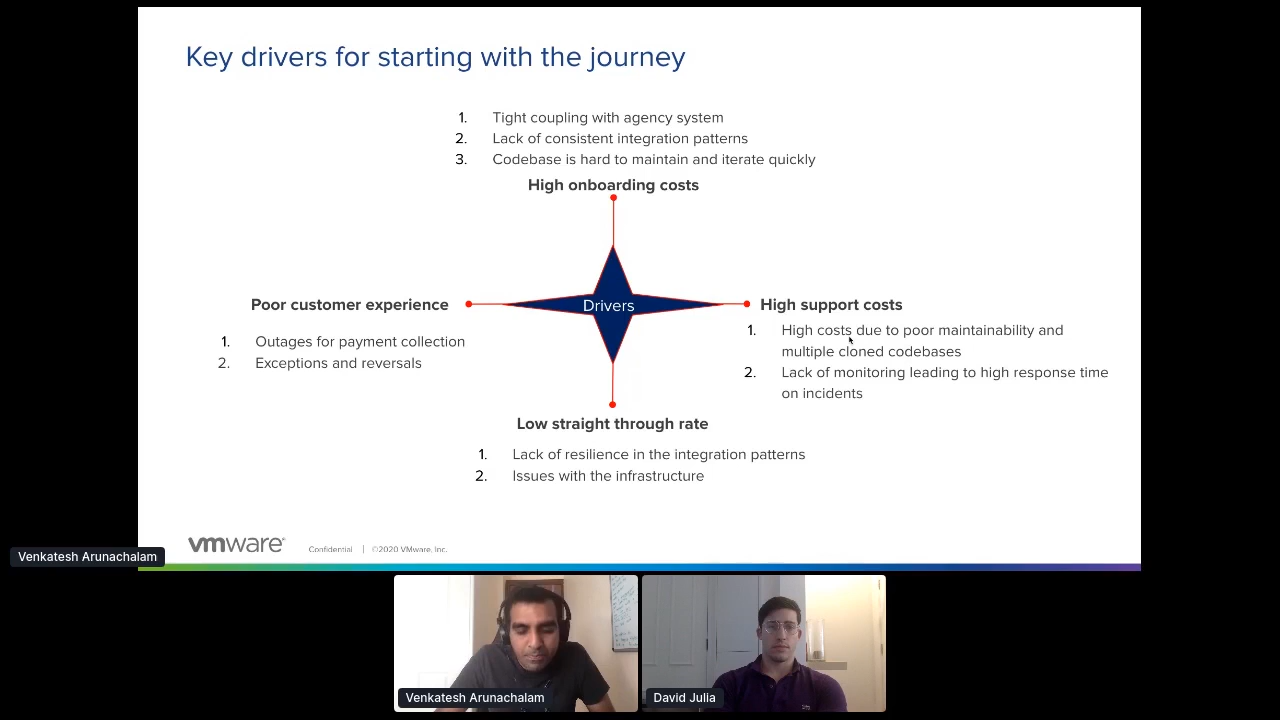 Key drivers for starting with the journey
1. Tight coupling with agency system
2. Lack of consistent integration patterns
3. Codebase is hard to maintain and iterate quickly
High onboarding costs
Drivers
Poor customer experience
1. Outages for payment collection
2. Exceptions and reversals
High support costs
1. High costs due to poor maintainability and
multiple cloned codebases
2. Lack of monitoring leading to high response time
on incidents
Low straight through rate
1. Lack of resilience in the integration patterns
2. Issues with the infrastructure
vmware®
Confidential | ©2020 VMware, Inc.
Venkatesh Arunachalam
Venkatesh Arunachalam
David Julia